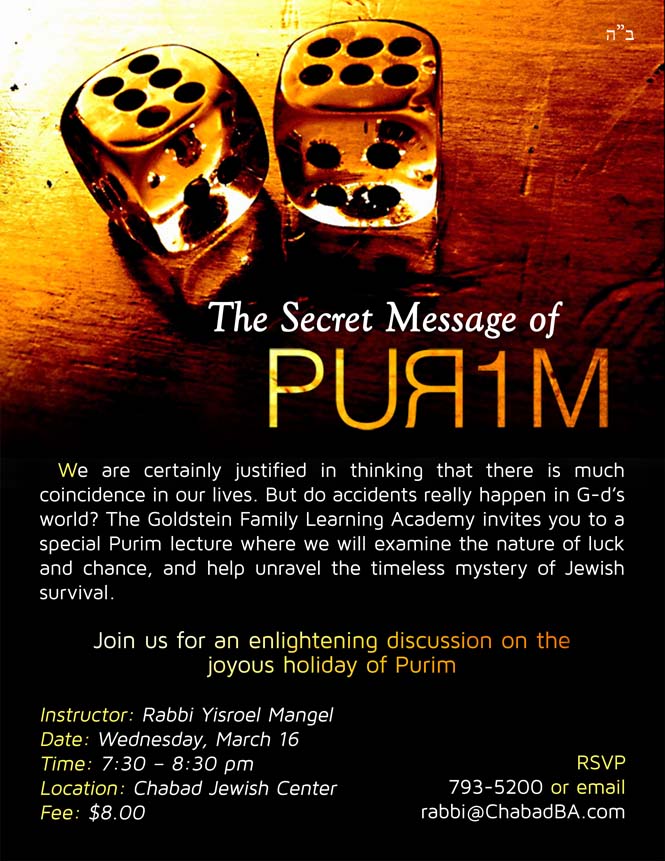 ב”ה
The Secret Message of
PUЯ1M
We are certainly justified in thinking that there is much
coincidence in our lives. But do accidents really happen in G-d’s
world? The Goldstein Family Learning Academy invites you to a
special Purim lecture where we will examine the nature of luck
and chance, and help unravel the timeless mystery of Jewish
survival.
Join us for an enlightening discussion on the
joyous holiday of Purim
Instructor: Rabbi Yisroel Mangel
Date: Wednesday, March 16
Time: 7:30 – 8:30 pm
Location: Chabad Jewish Center
Fee: $8.00
RSVP
793-5200 or email
rabbi@ChabadBA.com